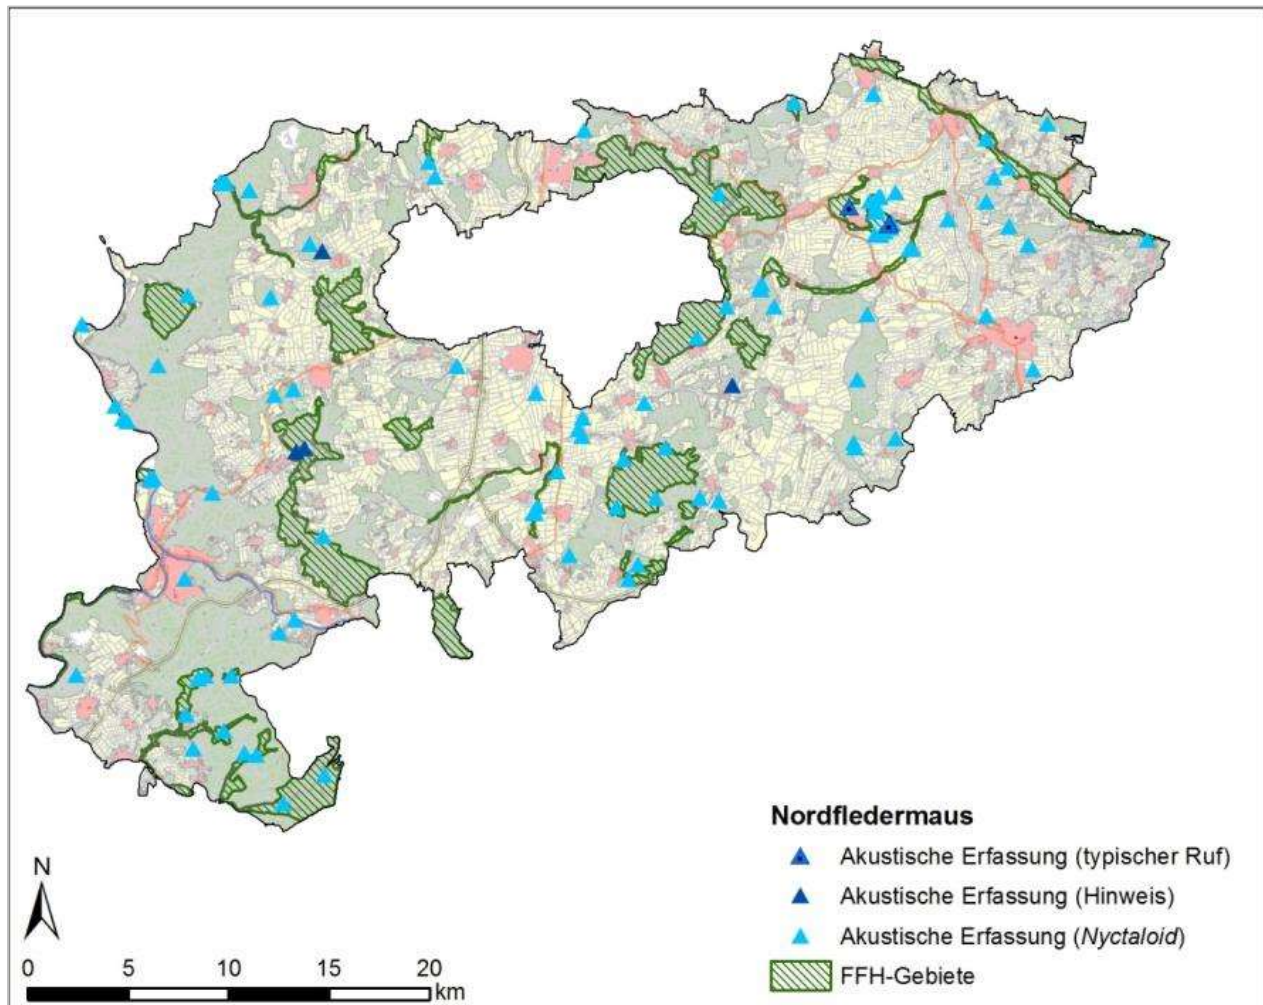 Nordfledermaus
Akustische Erfassung (typischer Ruf)
Akustische Erfassung (Hinweis)
Akustische Erfassung (Nyctaloid)
FFH-Gebiete
N
0 5 10 15 20
km